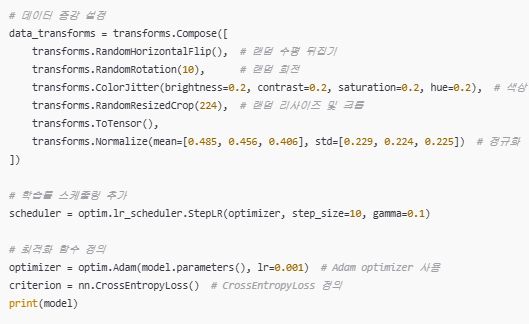 # 데이터 증강 설정
data_transforms = transforms.Compose([
    transforms.RandomHorizontalFlip(),  # 랜덤 수평 뒤집기
    transforms.RandomRotation(10),      # 랜덤 회전
    transforms.ColorJitter(brightness=0.2, contrast=0.2, saturation=0.2, hue=0.2),  # 색상
    transforms.RandomResizedCrop(224),  # 랜덤 리사이즈 및 크롭
    transforms.ToTensor(),
    transforms.Normalize(mean=[0.485, 0.456, 0.406], std=[0.229, 0.224, 0.225])  # 정규화
])
# 학습률 스케줄링 추가
scheduler = optim.lr_scheduler.StepLR(optimizer, step_size=10, gamma=0.1)
# 최적화 함수 정의
optimizer = optim.Adam(model.parameters(), lr=0.001)  # Adam optimizer 사용
criterion = nn.CrossEntropyLoss()  # CrossEntropyLoss 정의
print(model)